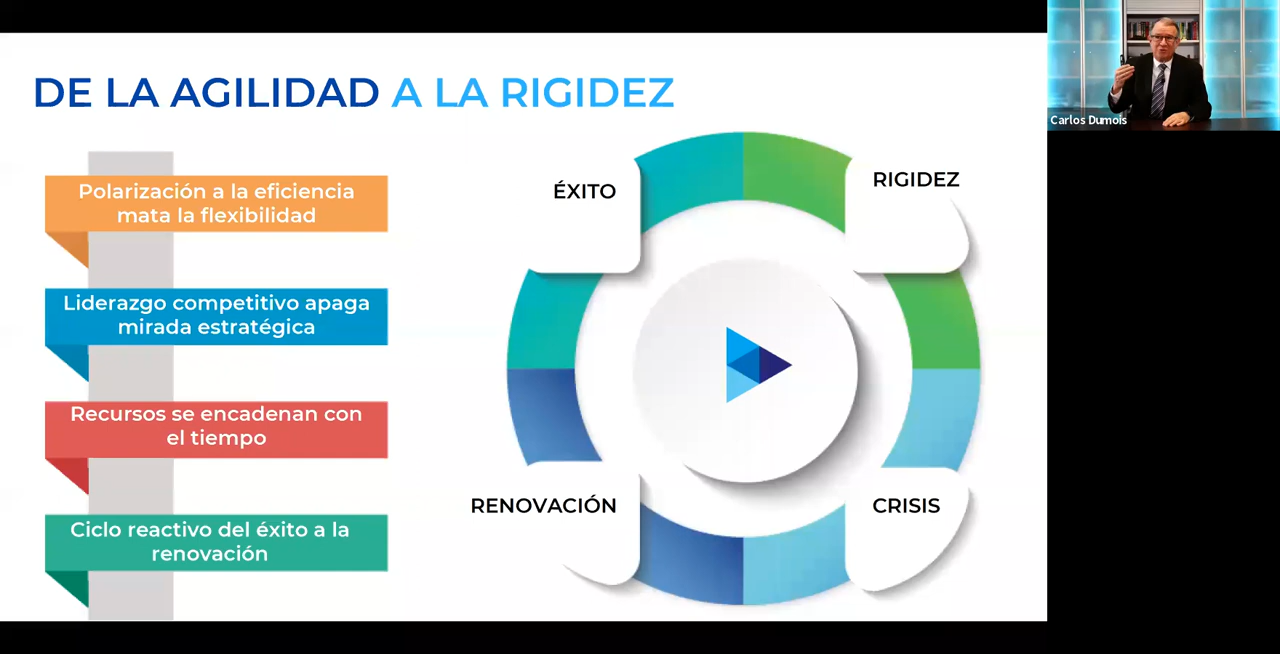 DE LA AGILIDAD A LA RIGIDEZ
Polarización a la eficiencia
mata la flexibilidad
Liderazgo competitivo apaga
mirada estratégica
Recursos se encadenan con
el tiempo
Ciclo reactivo del éxito a la
renovación
ÉXITO
RIGIDEZ
RENOVACIÓN
CRISIS
Carlos Dumois